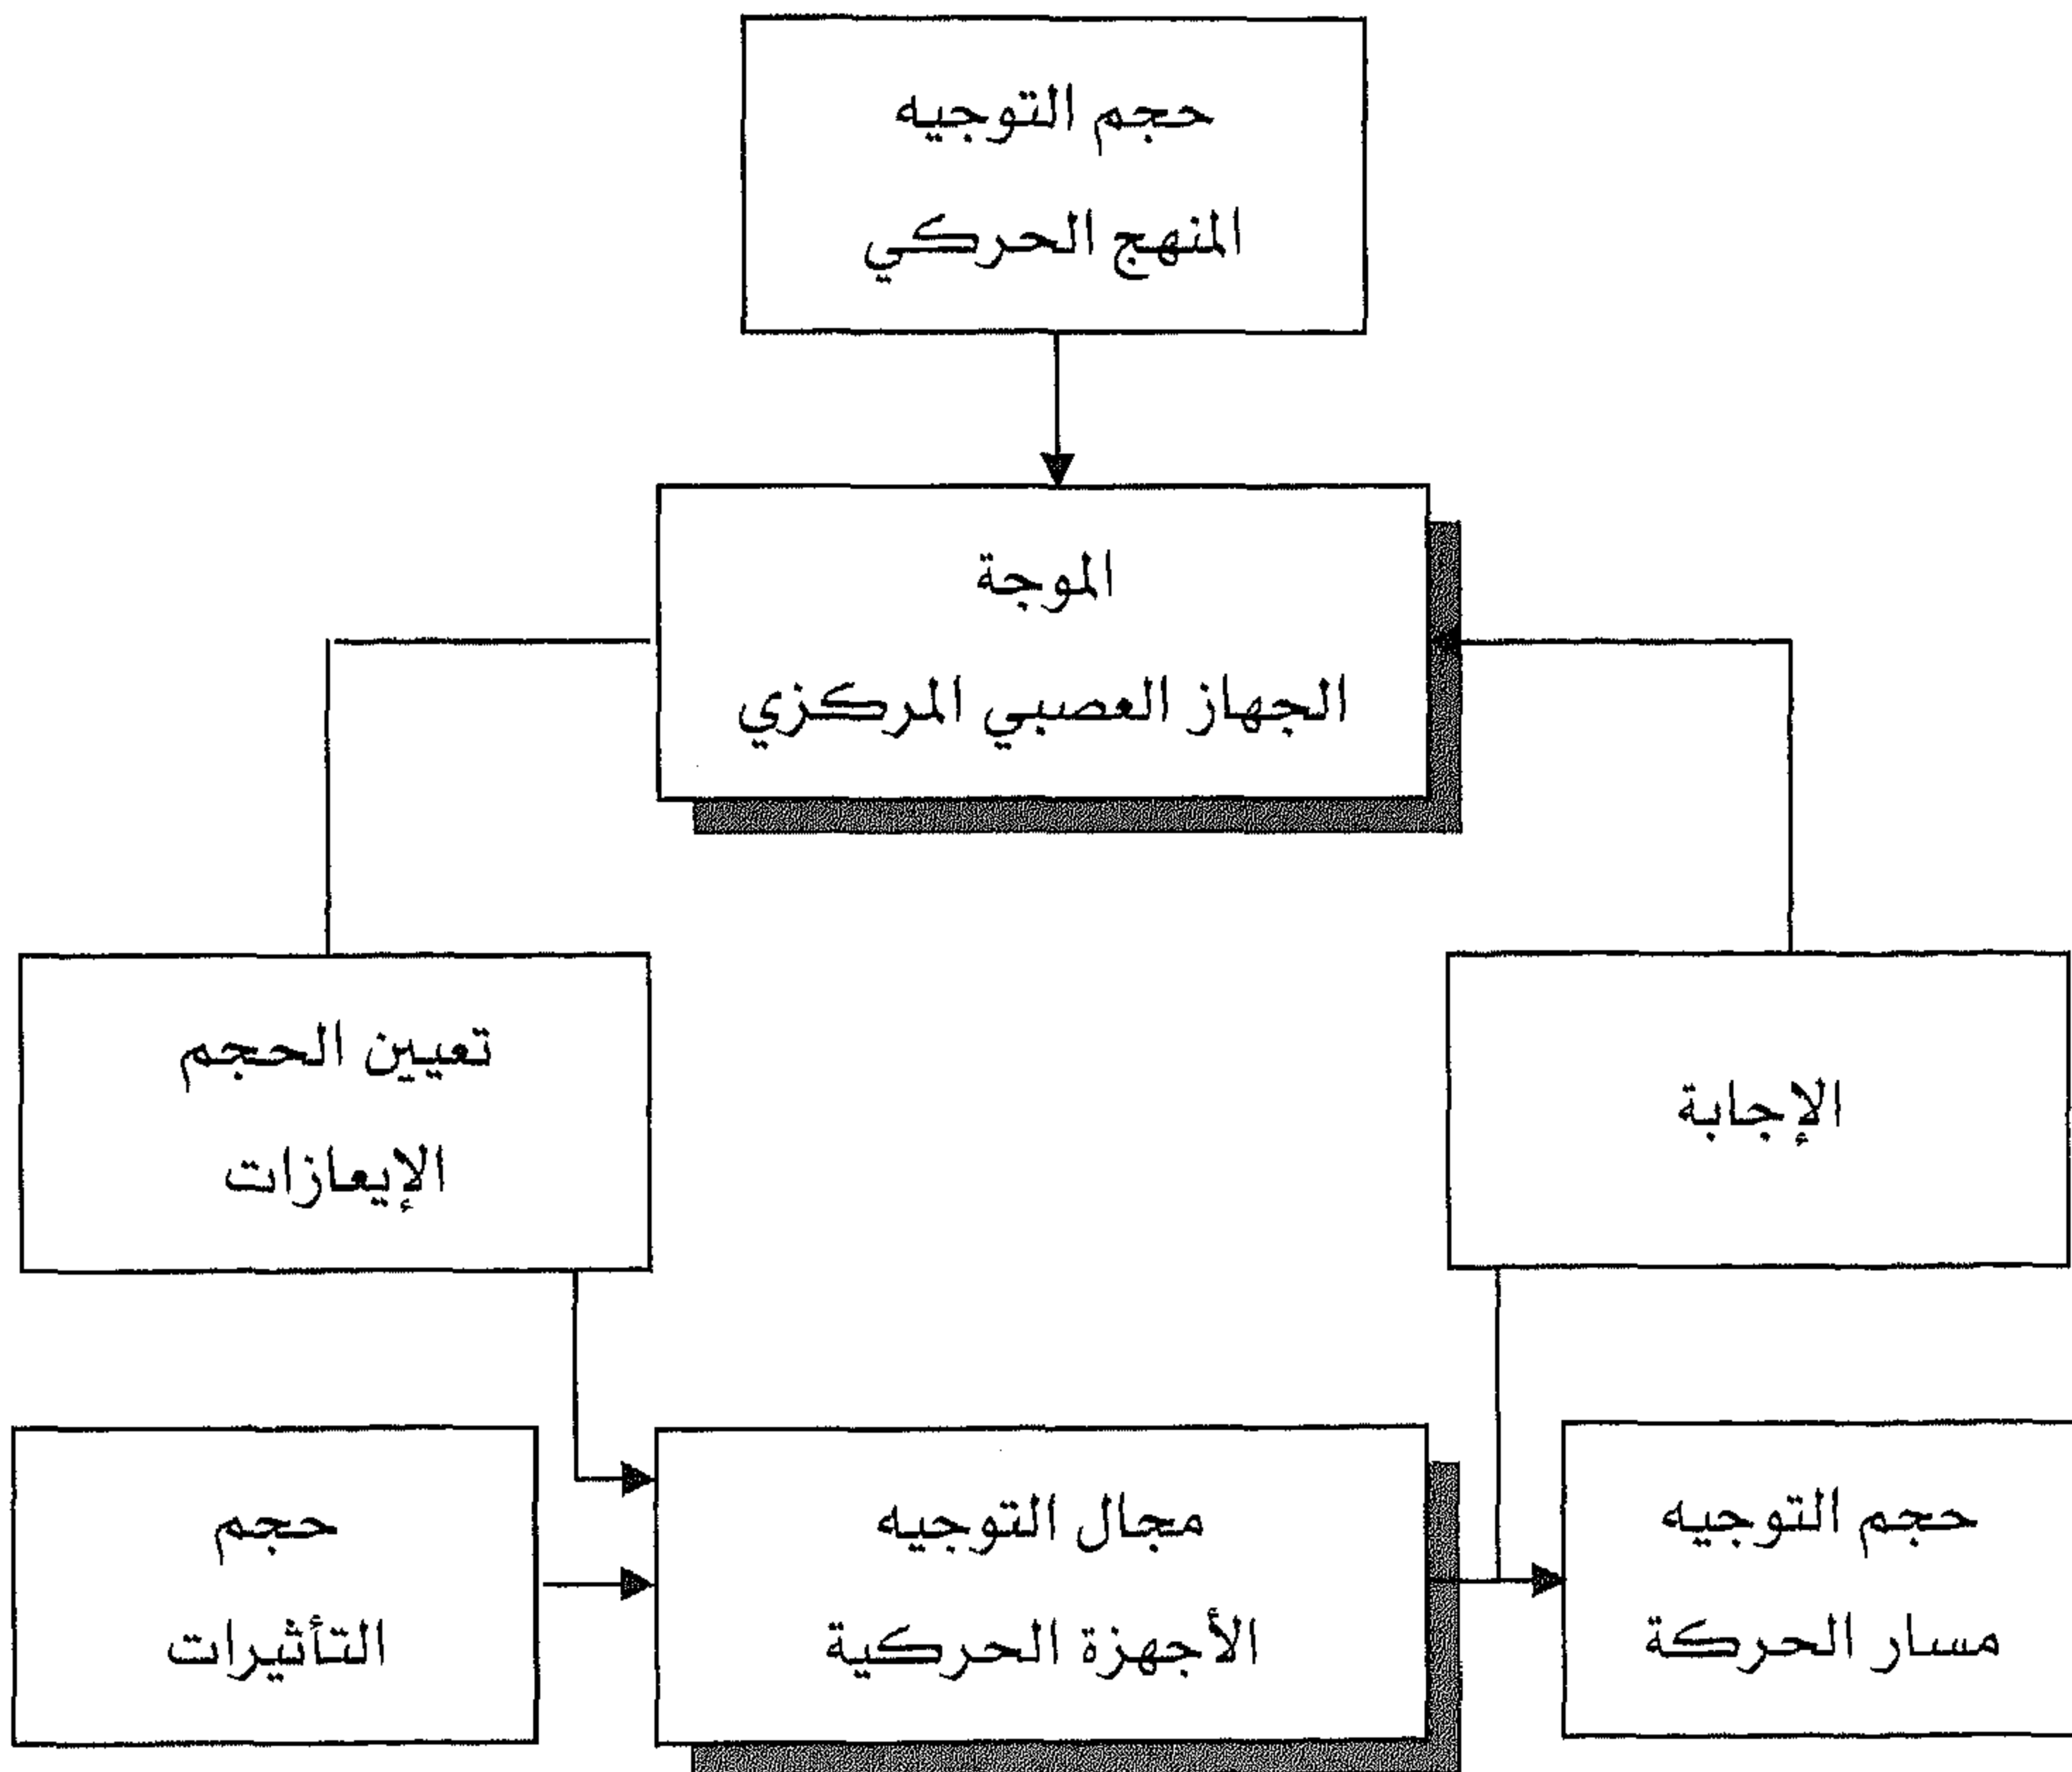 حجم التوجيه
المنهج الحركي
الموجة
الجهاز العصبي المركزي
الإجابة
تعيين الحجم
الإيعازات
حجم التوجيه
مسار الحركة
مجال التوجيه
الأجهزة الحركية
حجم
التأثيرات